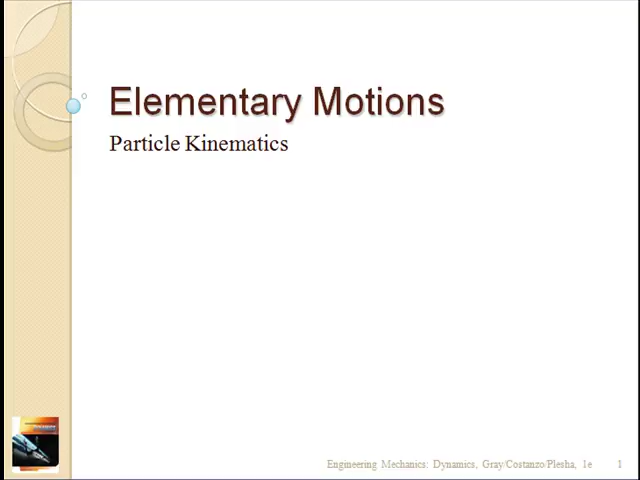 Elementary Motions
Particle Kinematics
Engineering Mechanics: Dynamics, Gray/Costanzo/Plesha, 1e 1